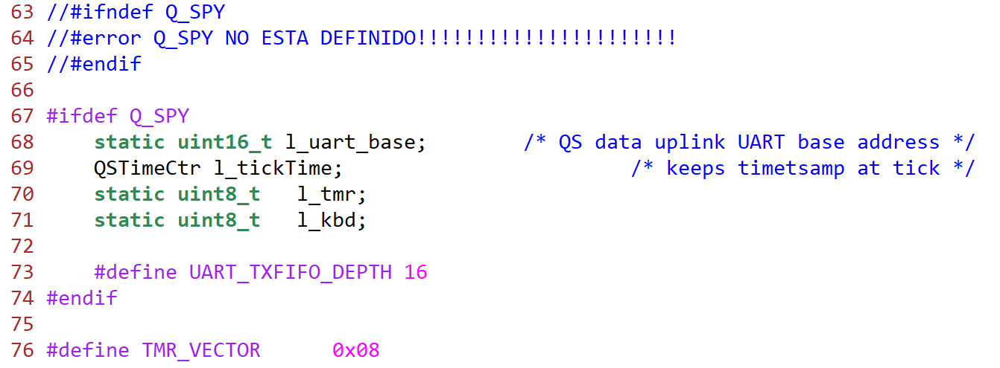 63 //#ifndef Q_SPY
64 //#error Q_SPY NO ESTA DEFINIDO!!!!!!!!!!!!!!!!!!!!!!
65 //#endif
66
67 #ifdef Q_SPY
68     static uint16_t l_uart_base;        /* QS data uplink UART base address */
69     QSTimeCtr l_tickTime;                        /* keeps timetsamp at tick */
70     static uint8_t   l_tmr;
71     static uint8_t   l_kbd;
72
73     #define UART_TXFIFO_DEPTH 16
74 #endif
75
76 #define TMR_VECTOR      0x08